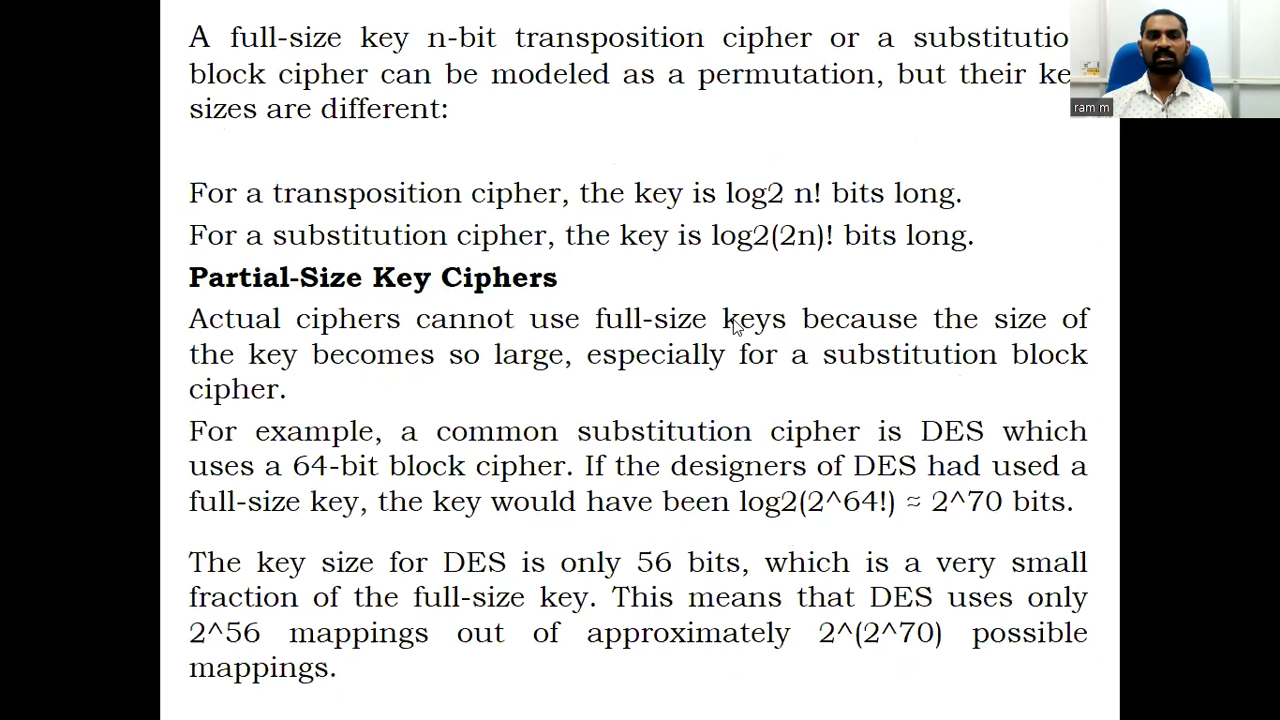 A full-size key n-bit transposition cipher or a substitutio
block cipher can be modeled as a permutation, but their ke
sizes are different:
ram m
For a transposition cipher, the key is log2 n! bits long.
For a substitution cipher, the key is log2(2n)! bits long.
Partial-Size Key Ciphers
Actual ciphers cannot use full-size keys because the size of
the key becomes so large, especially for a substitution block
cipher.
For example, a common substitution cipher is DES which
uses a 64-bit block cipher. If the designers of DES had used a
full-size key, the key would have been log2(2^64!) ≈ 2^70 bits.
The key size for DES is only 56 bits, which is a very small
fraction of the full-size key. This means that DES uses only
2^56 mappings out of approximately 2^(2^70) possible
mappings.